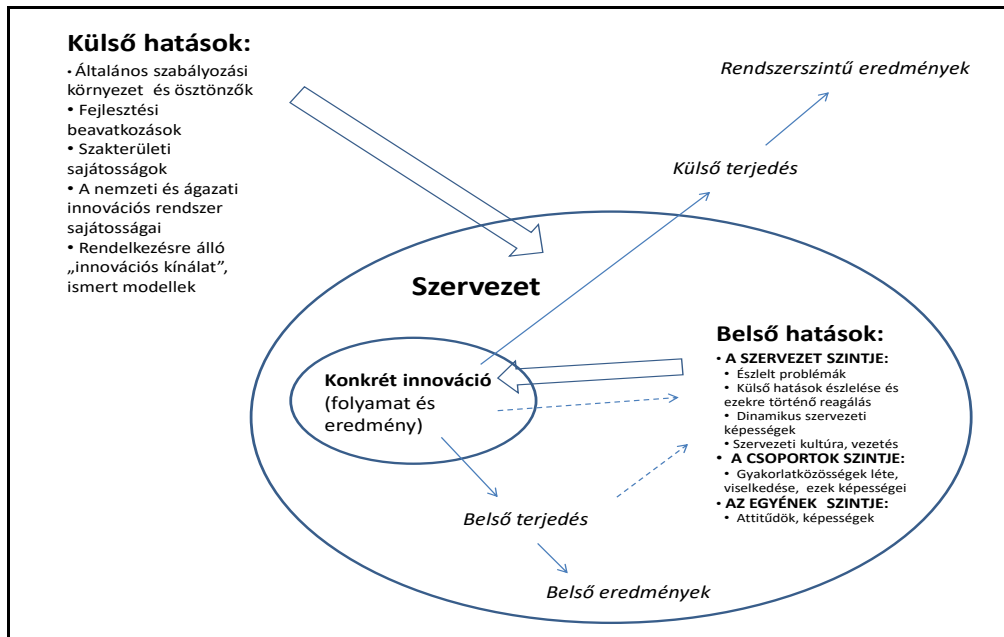 Külső hatások:
• Általános szabályozási
környezet és ösztönzők
• Fejlesztési
beavatkozások
• Szakterületi
sajátosságok
• A nemzeti és ágazati
innovációs rendszer
sajátosságai
• Rendelkezésre álló
„innovációs kínálat”,
ismert modellek
Rendszerszintű eredmények
Külső terjedés
Szervezet
Konkrét innováció
(folyamat és
eredmény)
Belső hatások:
• A SZERVEZET SZINTJE:
• Észlelt problémák
• Külső hatások észlelése és
ezekre történő reagálás
• Dinamikus szervezeti
képességek
• Szervezeti kultúra, vezetés
• A CSOPORTOK SZINTJE:
• Gyakorlatközösségek léte,
viselkedése, ezek képességei
• AZ EGYÉNEK SZINTJE:
• Attitűdök, képességek
Belső terjedés
Belső eredmények